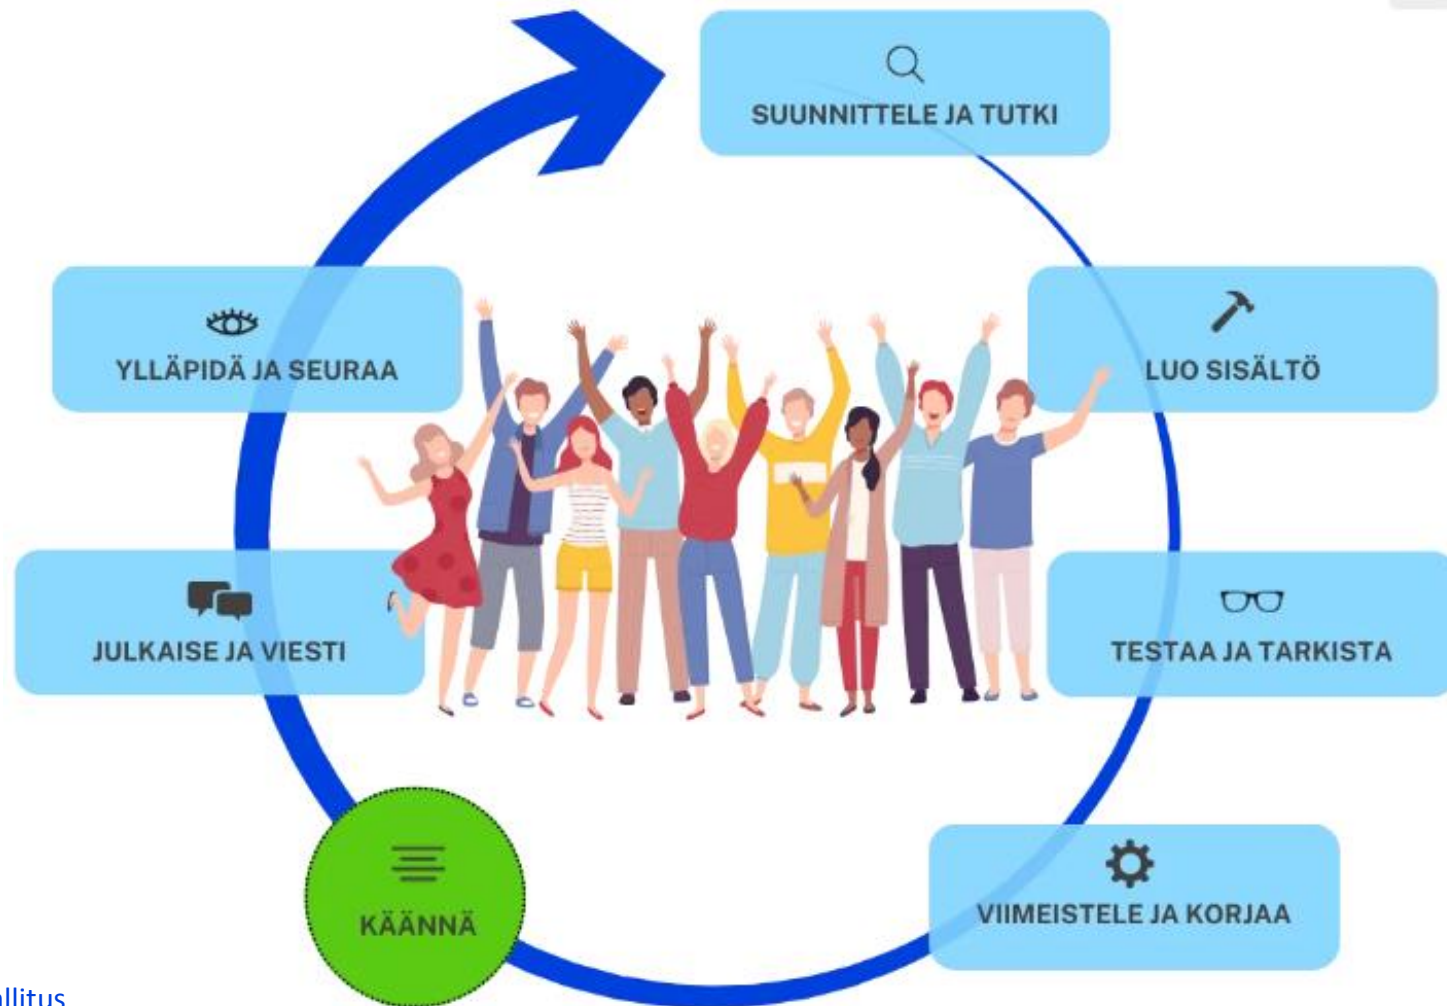 SUUNNITTELE JA TUTKI
LUO SISÄLTÖ
TESTAA JA TARKISTA
VIIMEISTELE JA KORJAA
KÄÄNNÄ
JULKAISE JA VIESTI
YLLÄPIDÄ JA SEURAA